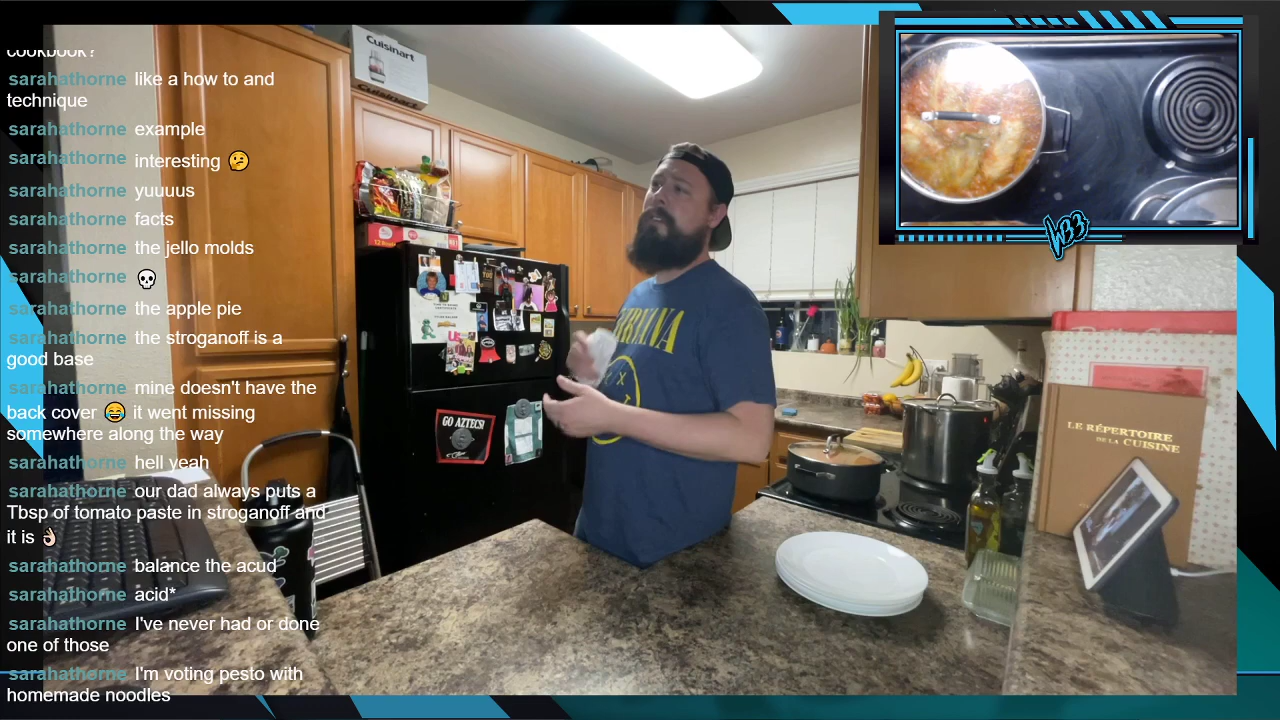 COOKBOOK?
sarahathorne like a how to and
technique
sarahathorne example
sarahathorne interesting 🤔
sarahathorne yuuuus
sarahathorne facts
sarahathorne the jello molds
sarahathorne 💀
sarahathorne the apple pie
sarahathorne the stroganoff is a
good base
sarahathorne mine doesn't have the
back cover 😂 it went missing
somewhere along the way
sarahathorne hell yeah
sarahathorne our dad always puts a
Tbsp of tomato paste in stroganoff and
it is 👌🏻
sarahathorne balance the acud
sarahathorne acid*
sarahathorne I've never had or done
one of those
sarahathorne I'm voting pesto with
homemade noodles
Cuisinart
Cuisinart
GO AZTECS!
NIRVANA
W33
LE RÉPERTOIRE
DE LA CUISINE